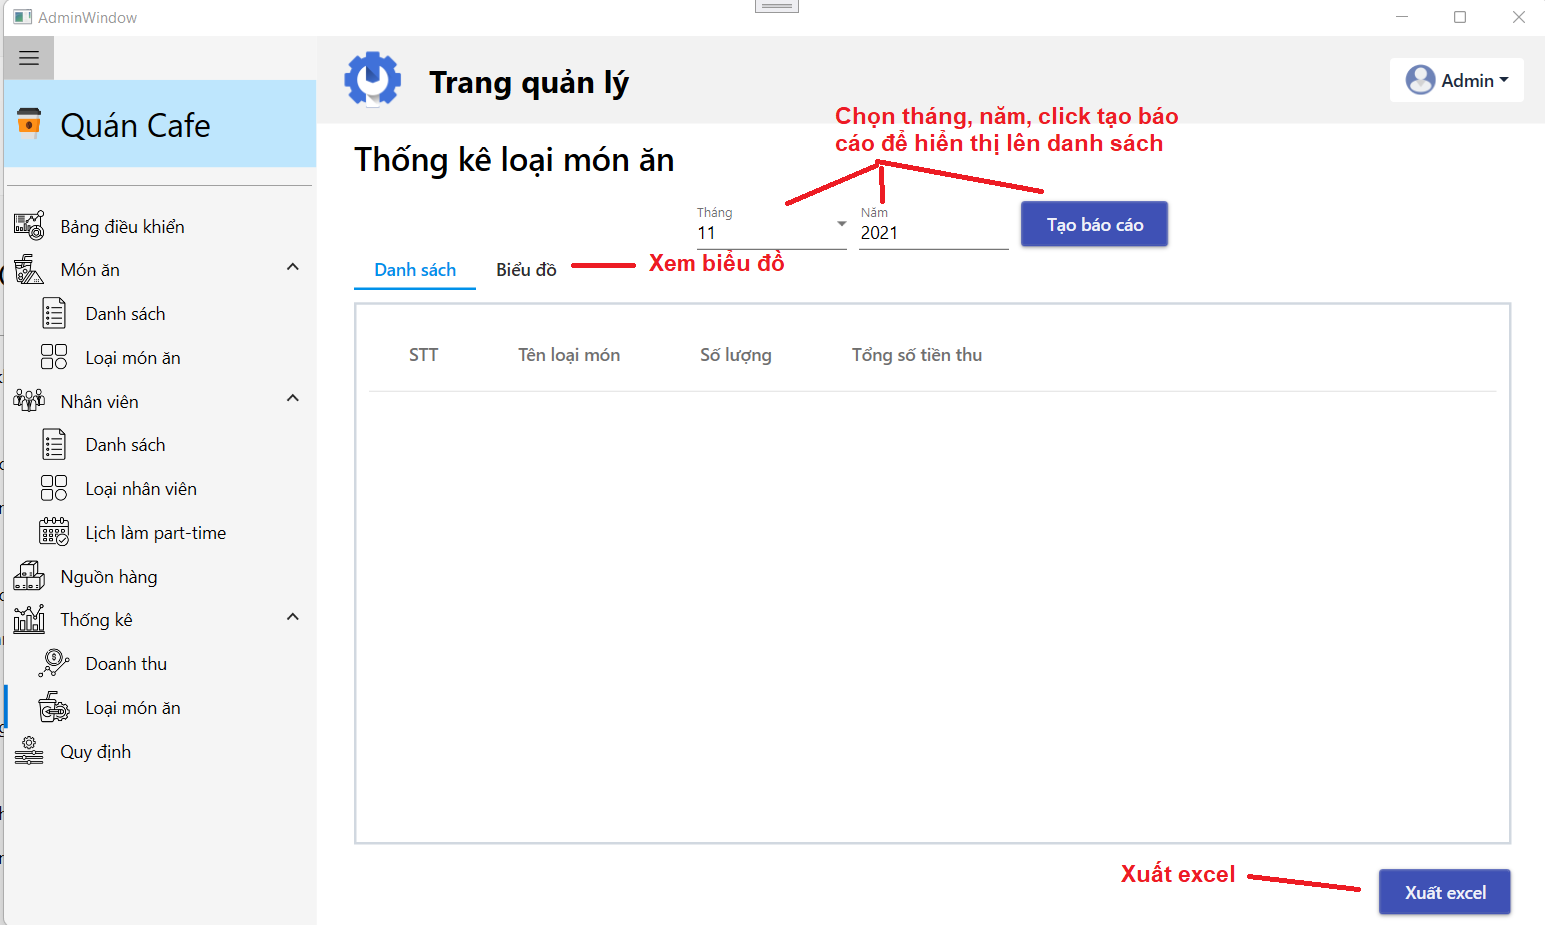 AdminWindow
Quán Cafe
Bảng điều khiển
Món ăn
Danh sách
Loại món ăn
Nhân viên
Danh sách
Loại nhân viên
Lịch làm part-time
Nguồn hàng
Thống kê
Doanh thu
Loại món ăn
Quy định
Trang quản lý
Admin
Chọn tháng, năm, click tạo báo
cáo để hiển thị lên danh sách
Thống kê loại món ăn
Tháng
11
Năm
2021
Tạo báo cáo
Danh sách
Biểu đồ
Xem biểu đồ
STT Tên loại món Số lượng Tổng số tiền thu
Xuất excel
Xuất excel